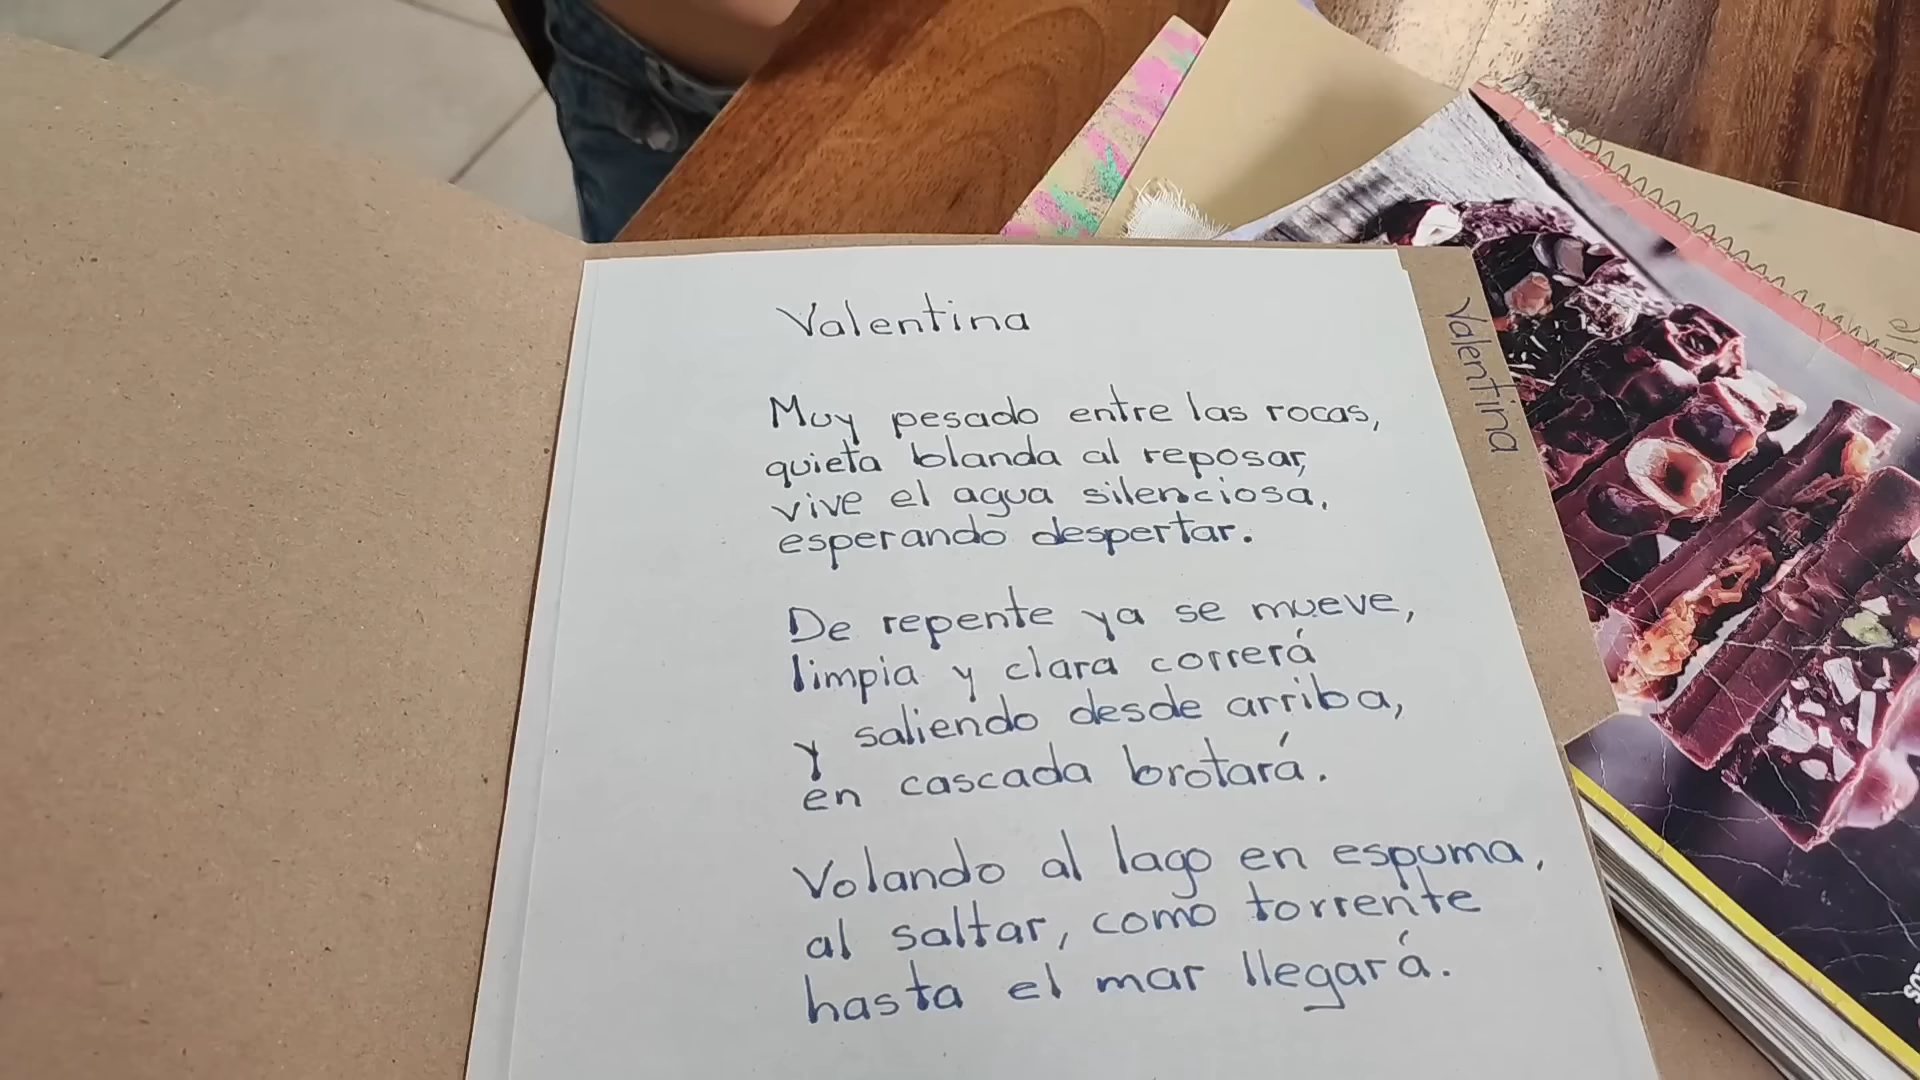 Valentina
Muy pesado entre las rocas,
quieta blanda al reposar,
vive el agua silenciosa,
esperando despertar.
De repente ya se mueve,
limpia y clara correrá
y saliendo desde arriba,
en cascada brotará.
Volando al lago en espuma,
al saltar, como torrente
hasta el mar llegará.
Valentina